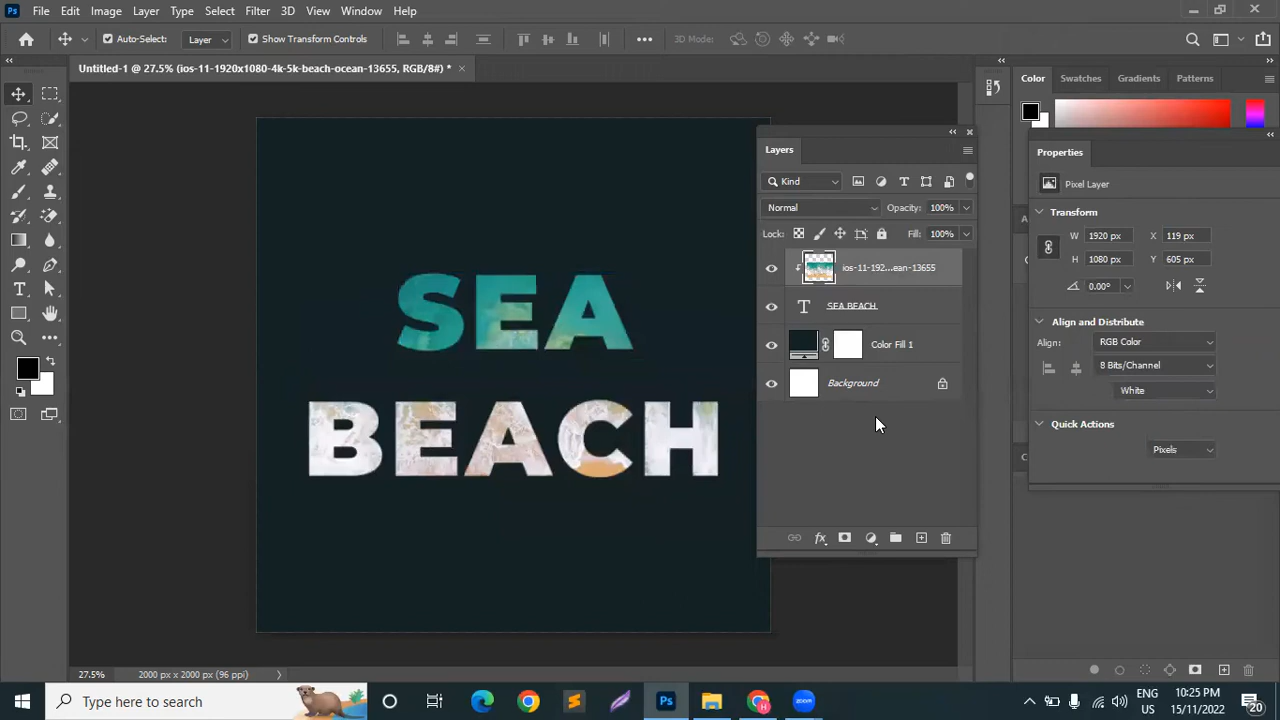 Ps File Edit Image Layer Type Select Filter 3D View Window Help
Auto-Select: Layer Show Transform Controls 3D Mode:
Untitled-1 @ 27.5% (ios-11-1920x1080-4k-5k-beach-ocean-13655, RGB/8#) *
Color Swatches Gradients Patterns
Layers
Kind
Normal Opacity: 100%
Lock: Fill: 100%
ios-11-192...ean-13655
SEA BEACH
Color Fill 1
Background
Properties
Pixel Layer
Transform
W 1920 px X 119 px
H 1080 px Y 605 px
0.00°
Align and Distribute
Align: RGB Color
8 Bits/Channel
White
Quick Actions
Pixels
SEA
BEACH
27.5% 2000 px x 2000 px (96 ppi)
Type here to search
Ps
ENG
US
10:25 PM
15/11/2022
20